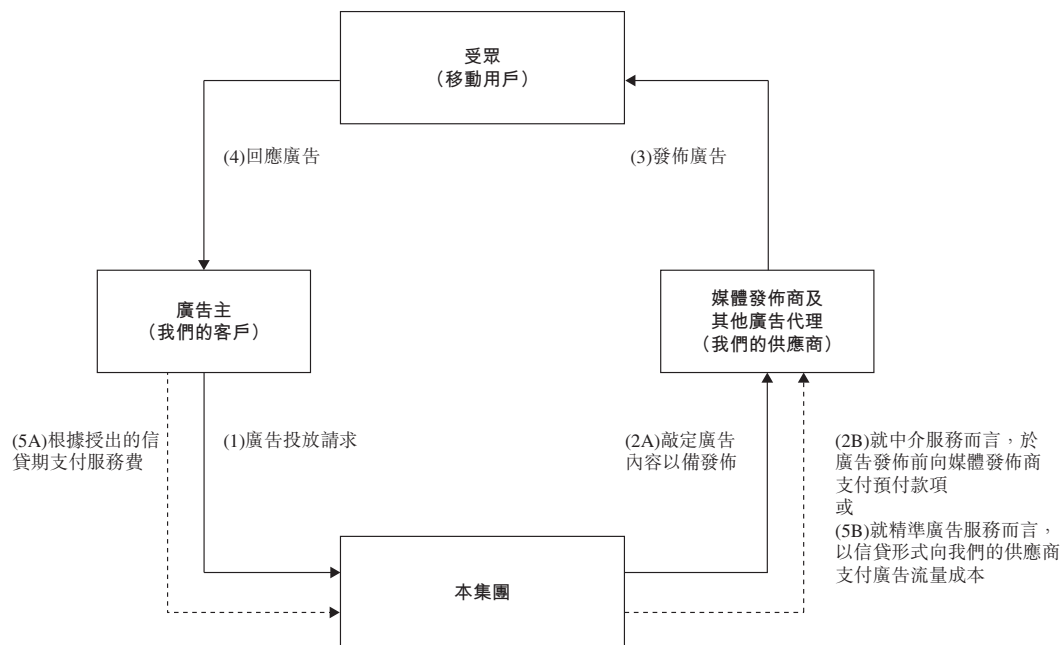 受眾
（移動用戶）
(4)回應廣告
(3)發佈廣告
廣告主
（我們的客戶）
媒體發佈商及
其他廣告代理
（我們的供應商）
(5A)根據授出的信
貸期支付服務費
(1)廣告投放請求
(2A)敲定廣告
內容以備發佈
(2B)就中介服務而言，於
廣告發佈前向媒體發佈商
支付預付款項
或
(5B)就精準廣告服務而言，
以信貸形式向我們的供應商
支付廣告流量成本
本集團